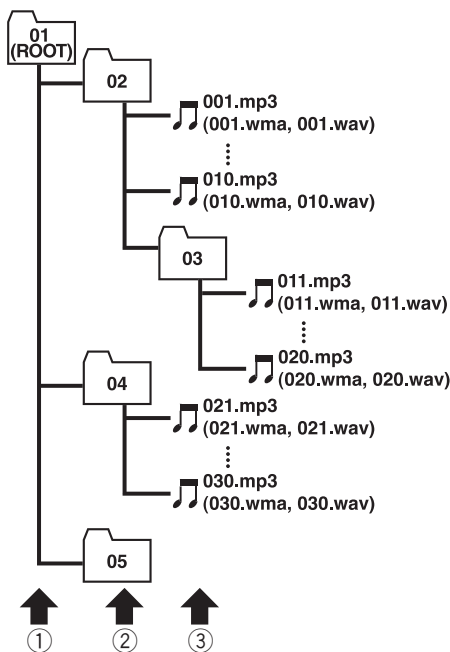 01
(ROOT)
02
001.mp3
(001.wma, 001.wav)
010.mp3
(010.wma, 010.wav)
03
011.mp3
(011.wma, 011.wav)
020.mp3
(020.wma, 020.wav)
04
021.mp3
(021.wma, 021.wav)
030.mp3
(030.wma, 030.wav)
05
① ② ③